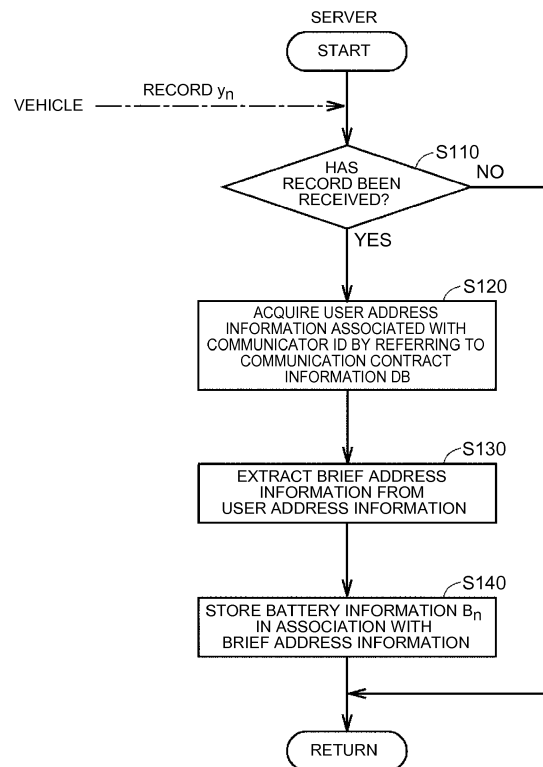 SERVER
START
RECORD yn
VEHICLE
S110
HAS
RECORD BEEN
RECEIVED?
NO
YES
S120
ACQUIRE USER ADDRESS
INFORMATION ASSOCIATED WITH
COMMUNICATOR ID BY REFERRING TO
COMMUNICATION CONTRACT
INFORMATION DB
S130
EXTRACT BRIEF ADDRESS
INFORMATION FROM
USER ADDRESS INFORMATION
S140
STORE BATTERY INFORMATION Bn
IN ASSOCIATION WITH
BRIEF ADDRESS INFORMATION
RETURN